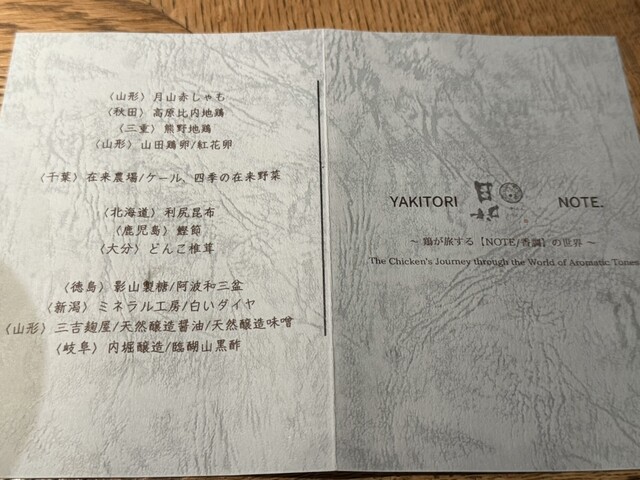 〈山形〉月山赤しゃも
〈秋田〉高原比内地鶏
〈三重〉熊野地鶏
〈山形〉山田鶏卵/紅花卵
〈千葉〉在来農場/ケール、四季の在来野菜
〈北海道〉利尻昆布
〈鹿児島〉鰹節
〈大分〉どんこ椎茸
〈徳島〉影山製糖/阿波和三盆
〈新潟〉ミネラル工房/白いダイヤ
〈山形〉三吉麹屋/天然醸造醤油/天然醸造味噌
〈岐阜〉内堀醸造/臨醐山黒酢
YAKITORI NOTE.
～ 鶏が旅する【NOTE/香調】の世界 ～
The Chicken's Journey through the World of Aromatic Tones